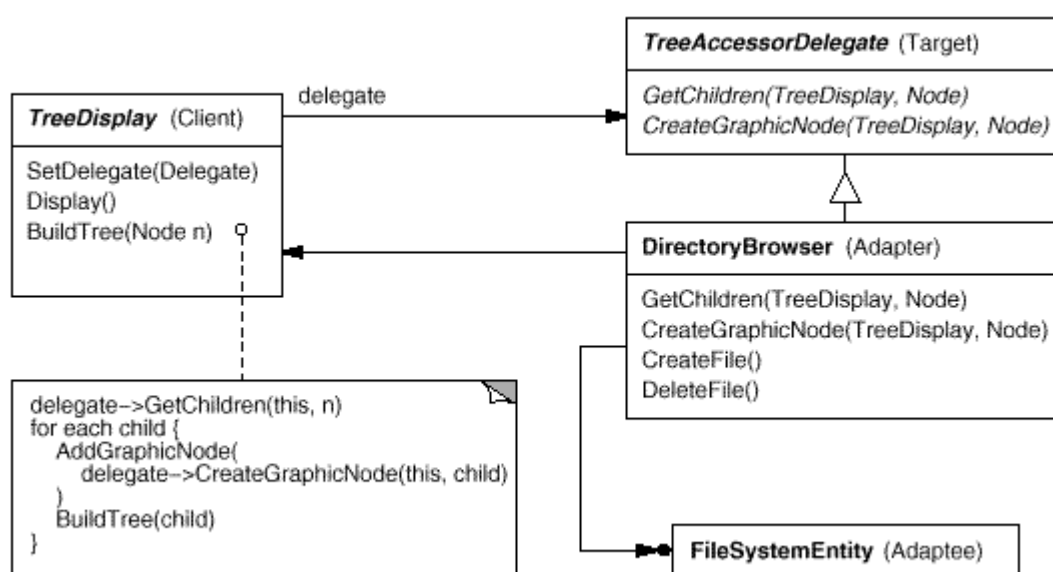 TreeAccessorDelegate (Target)
GetChildren(TreeDisplay, Node)
CreateGraphicNode(TreeDisplay, Node)
delegate
TreeDisplay (Client)
SetDelegate(Delegate)
Display()
BuildTree(Node n)
DirectoryBrowser (Adapter)
GetChildren(TreeDisplay, Node)
CreateGraphicNode(TreeDisplay, Node)
CreateFile()
DeleteFile()
delegate->GetChildren(this, n)
for each child {
AddGraphicNode(
delegate->CreateGraphicNode(this, child)
)
BuildTree(child)
}
FileSystemEntity (Adaptee)